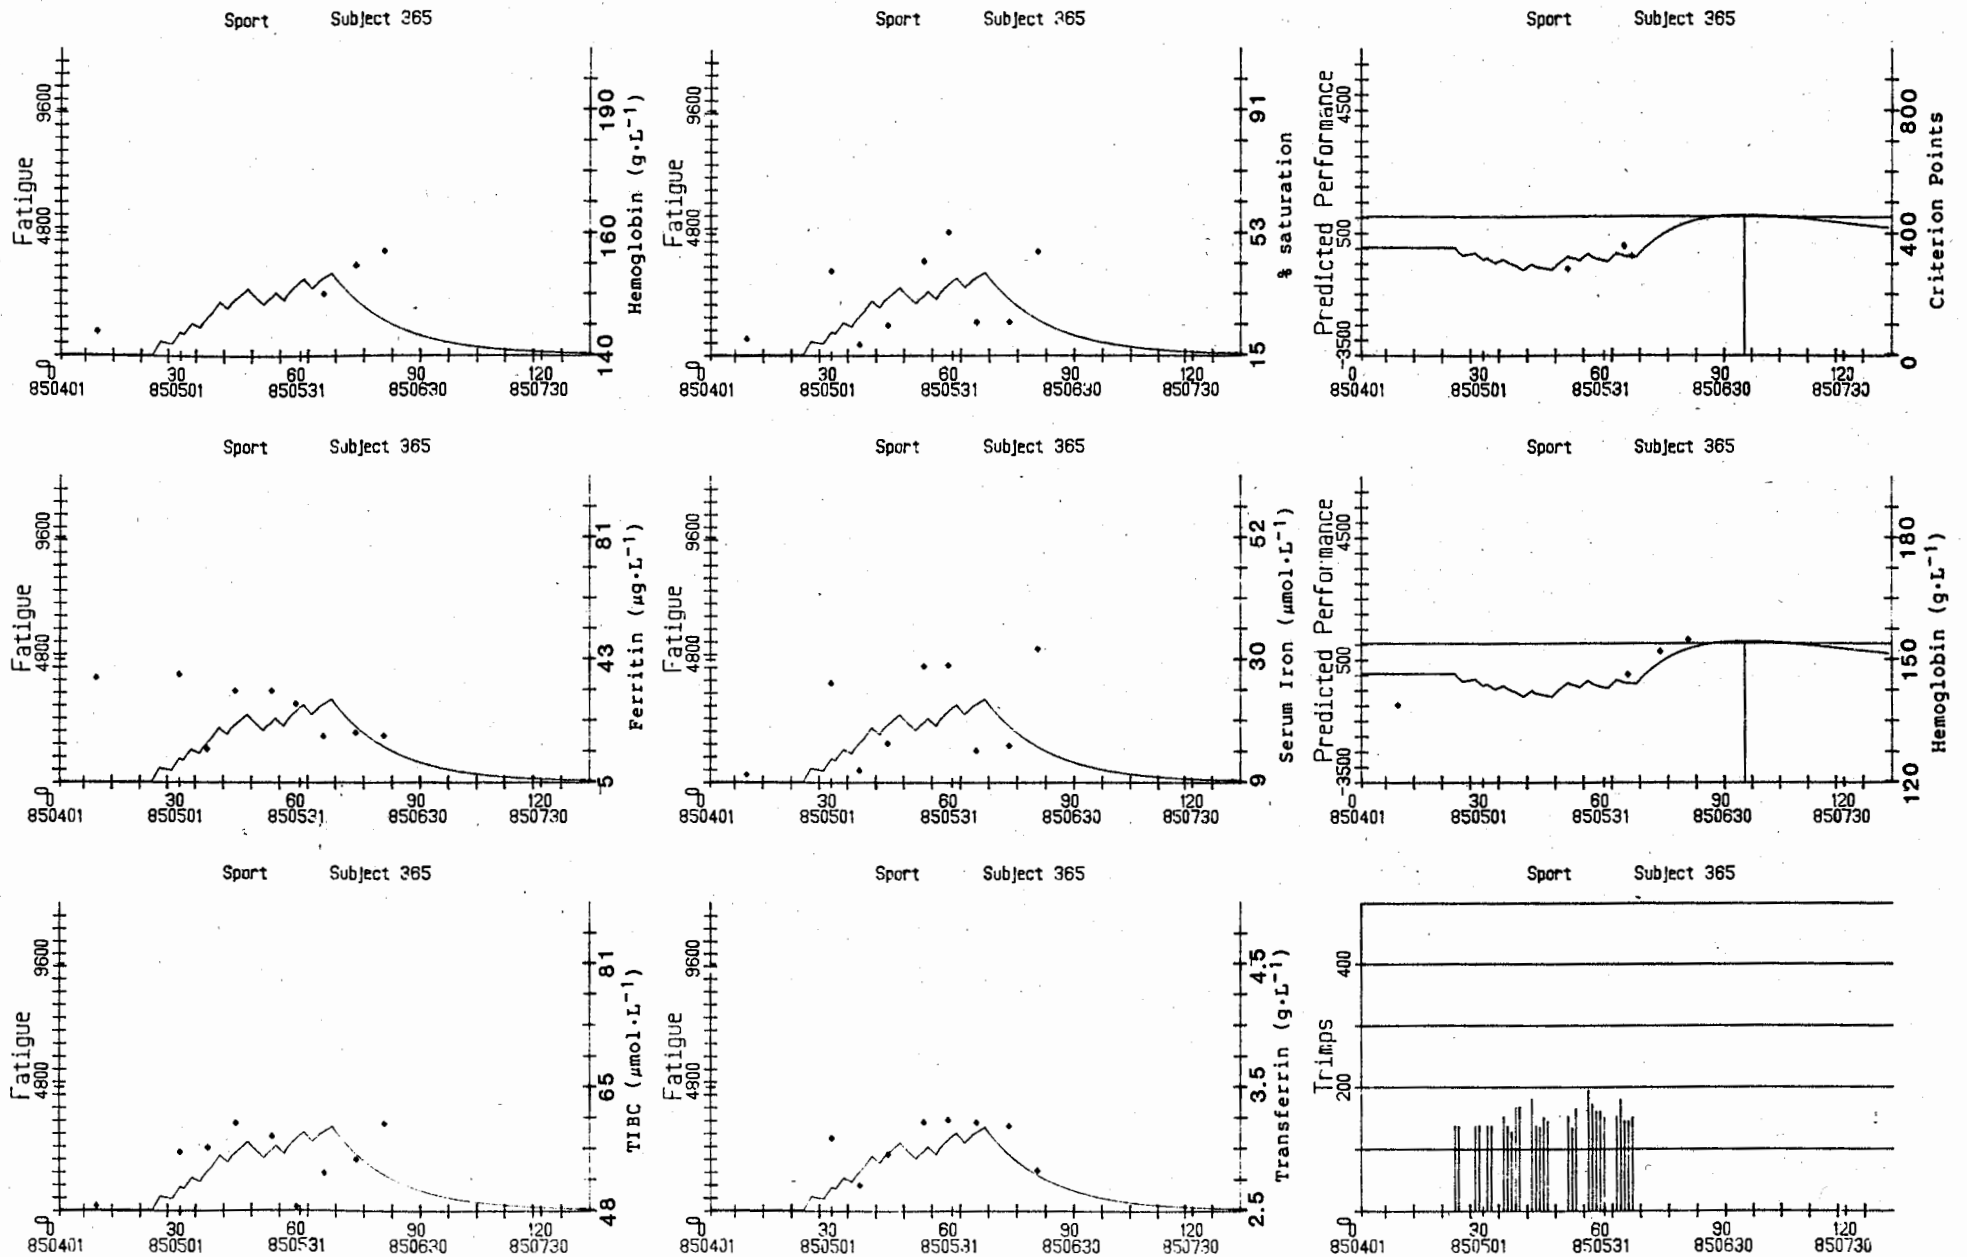 Sport Subject 365
9600
4800
0
Fatigue
190
160
140
Hemoglobin (g·L⁻¹)
0 30 60 90 120
850401 850501 850531 850630 850730
Sport Subject 365
9600
4800
0
Fatigue
91
53
15
% saturation
0 30 60 90 120
850401 850501 850531 850630 850730
Sport Subject 365
4500
500
-3500
Predicted Performance
800
400
0
Criterion Points
0 30 60 90 120
850401 850501 850531 850630 850730
Sport Subject 365
9600
4800
0
Fatigue
81
43
5
Ferritin (µg·L⁻¹)
0 30 60 90 120
850401 850501 850531 850630 850730
Sport Subject 365
9600
4800
0
Fatigue
52
30
9
Serum Iron (µmol·L⁻¹)
0 30 60 90 120
850401 850501 850531 850630 850730
Sport Subject 365
4500
500
-3500
Predicted Performance
180
150
120
Hemoglobin (g·L⁻¹)
0 30 60 90 120
850401 850501 850531 850630 850730
Sport Subject 365
9600
4800
0
Fatigue
81
65
48
TIBC (µmol·L⁻¹)
0 30 60 90 120
850401 850501 850531 850630 850730
Sport Subject 365
9600
4800
0
Fatigue
4.5
3.5
2.5
Transferrin (g·L⁻¹)
0 30 60 90 120
850401 850501 850531 850630 850730
Sport Subject 365
400
200
0
Trimps
30 60 90 120
850401 850501 850531 850630 850730